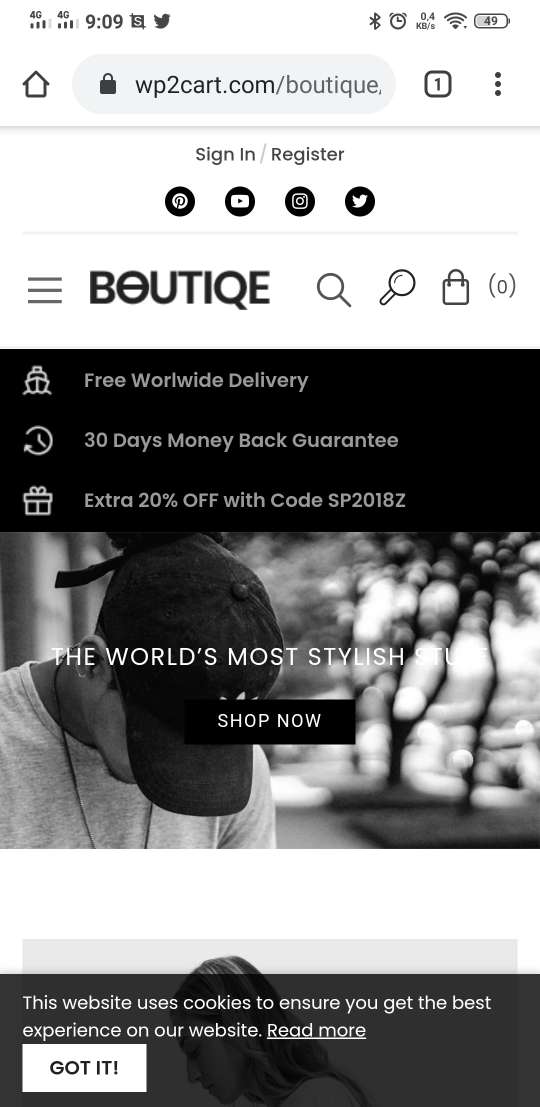 4G 4G 9:09 0,4 KB/s 49
wp2cart.com/boutique
1
Sign In / Register
BOUTIQE
(0)
Free Worlwide Delivery
30 Days Money Back Guarantee
Extra 20% OFF with Code SP2018Z
THE WORLD'S MOST STYLISH STUFF
SHOP NOW
This website uses cookies to ensure you get the best
experience on our website. Read more
GOT IT!